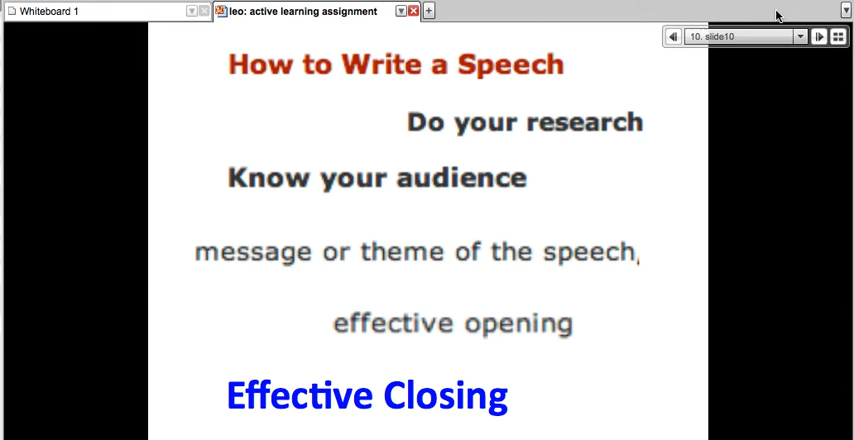 Whiteboard 1
leo: active learning assignment
10. slide10
How to Write a Speech
Do your research
Know your audience
message or theme of the speech,
effective opening
Effective Closing